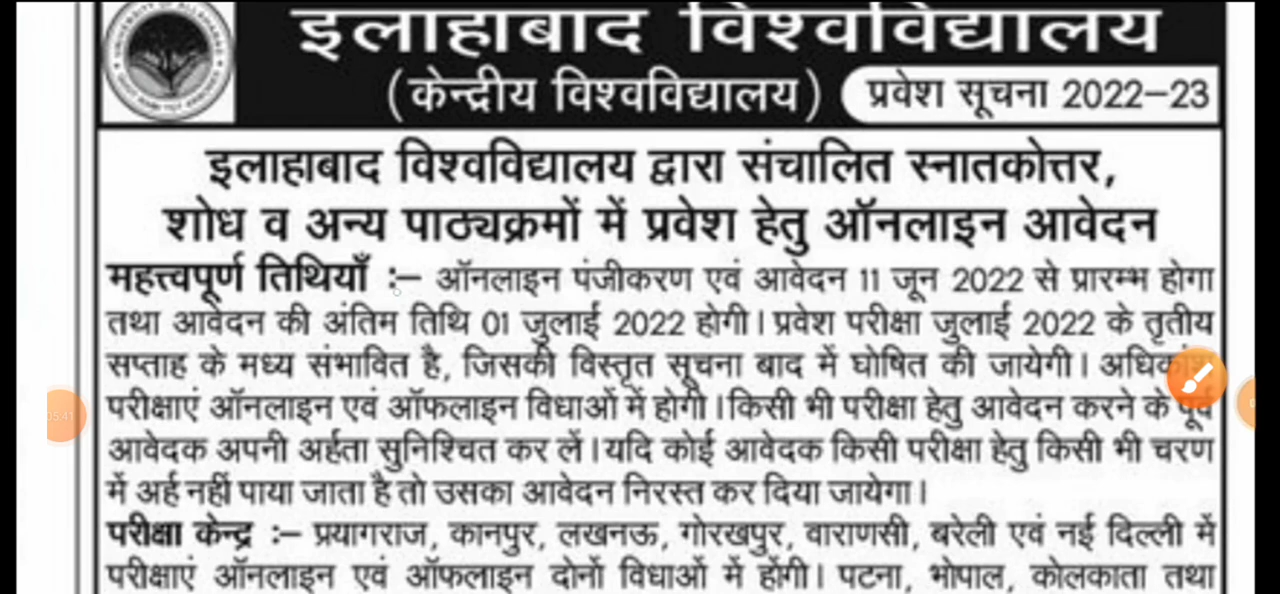 इलाहाबाद विश्वविद्यालय
(केन्द्रीय विश्वविद्यालय) प्रवेश सूचना 2022–23
इलाहाबाद विश्वविद्यालय द्वारा संचालित स्नातकोत्तर,
शोध व अन्य पाठ्यक्रमों में प्रवेश हेतु ऑनलाइन आवेदन
महत्त्वपूर्ण तिथियाँ :– ऑनलाइन पंजीकरण एवं आवेदन 11 जून 2022 से प्रारम्भ होगा
तथा आवेदन की अंतिम तिथि 01 जुलाई 2022 होगी। प्रवेश परीक्षा जुलाई 2022 के तृतीय
सप्ताह के मध्य संभावित है, जिसकी विस्तृत सूचना बाद में घोषित की जायेगी। अधिकांश
परीक्षाएं ऑनलाइन एवं ऑफलाइन विधाओं में होगी। किसी भी परीक्षा हेतु आवेदन करने के पूर्व
आवेदक अपनी अर्हता सुनिश्चित कर लें। यदि कोई आवेदक किसी परीक्षा हेतु किसी भी चरण
में अर्ह नहीं पाया जाता है तो उसका आवेदन निरस्त कर दिया जायेगा।
परीक्षा केन्द्र :– प्रयागराज, कानपुर, लखनऊ, गोरखपुर, वाराणसी, बरेली एवं नई दिल्ली में
परीक्षाएं ऑनलाइन एवं ऑफलाइन दोनों विधाओं में होंगी। पटना, भोपाल, कोलकाता तथा
05:41